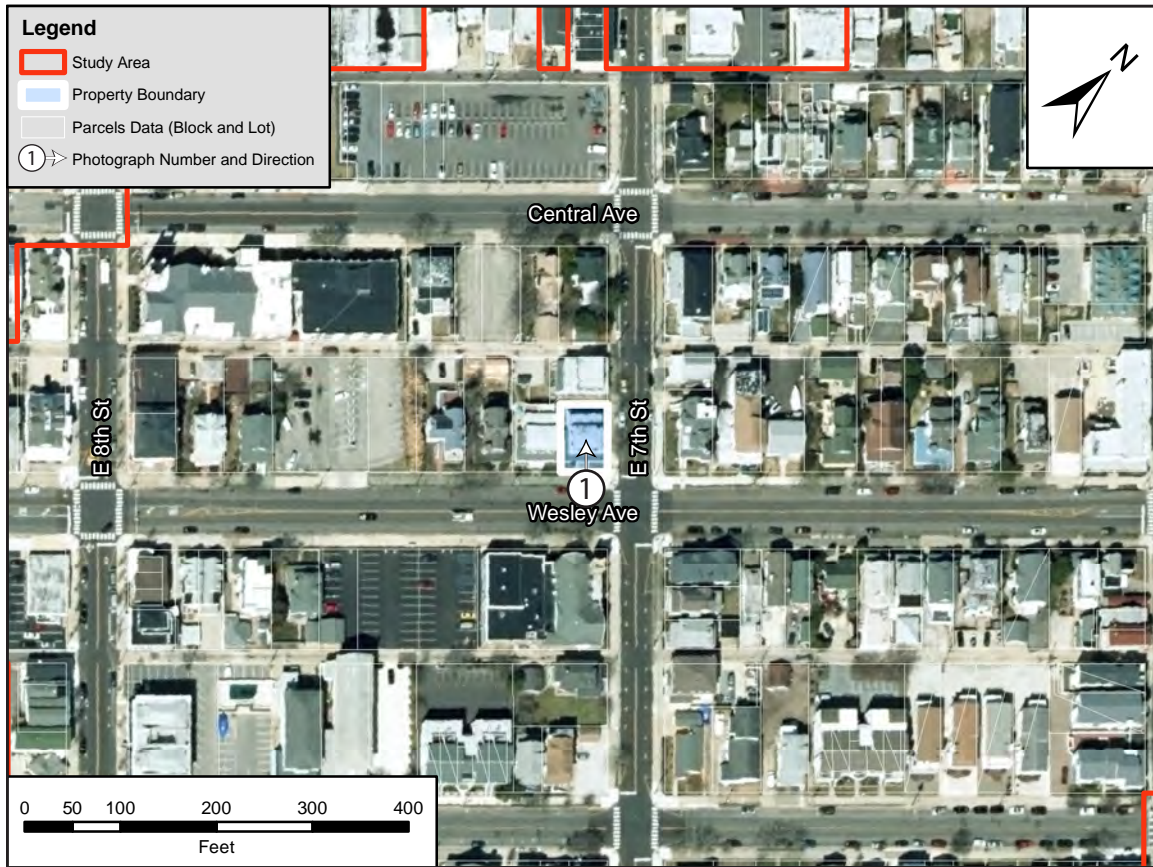 Legend
Study Area
Property Boundary
Parcels Data (Block and Lot)
1 Photograph Number and Direction
N
Central Ave
E 8th St
E 7th St
1
Wesley Ave
0 50 100 200 300 400
Feet